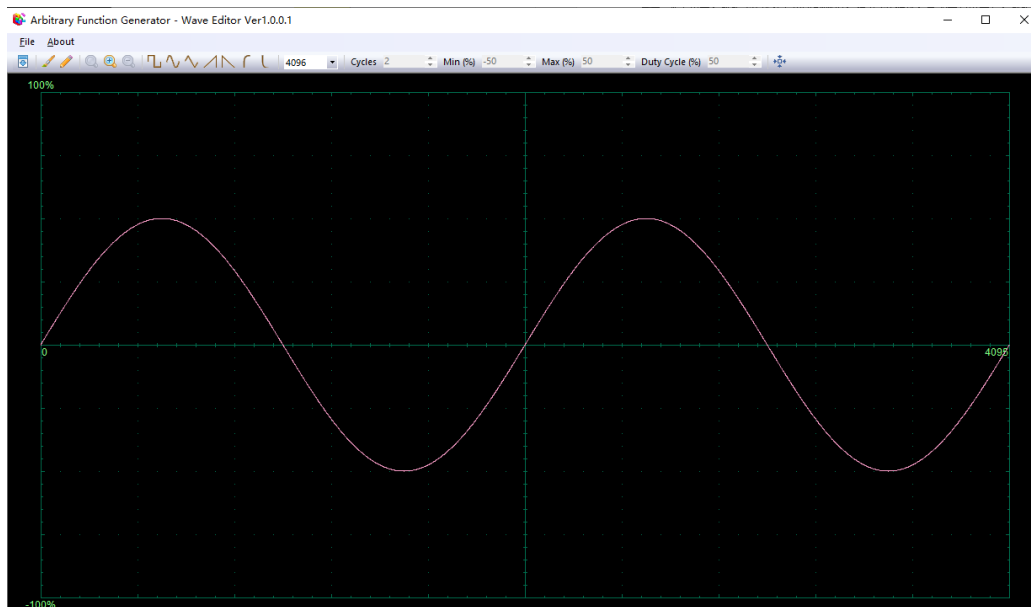 Arbitrary Function Generator - Wave Editor Ver1.0.0.1
File About
4096 Cycles 2 Min (%) -50 Max (%) 50 Duty Cycle (%) 50
100%
0 4095
-100%